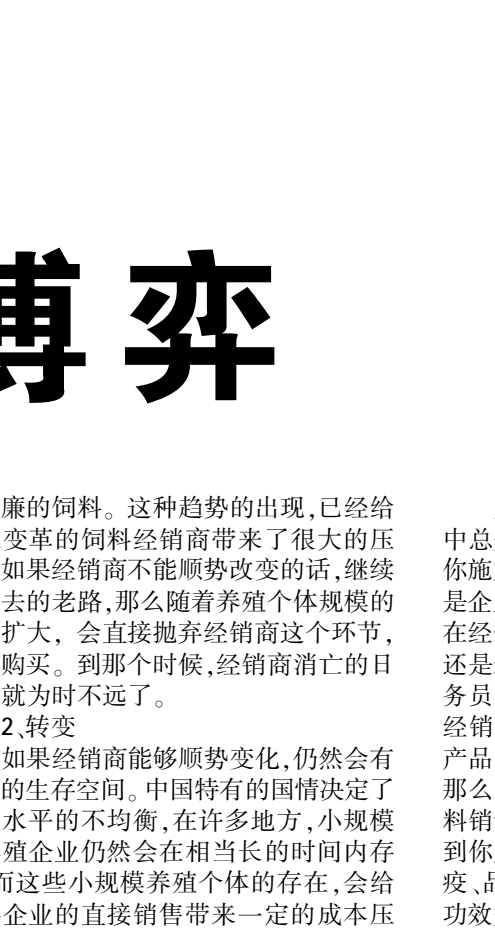 博弈
廉的饲料。这种趋势的出现,已经给
变革的饲料经销商带来了很大的压
如果经销商不能顺势改变的话,继续
去的老路,那么随着养殖个体规模的
扩大,会直接抛弃经销商这个环节,
购买。到那个时候,经销商消亡的日
就为时不远了。
2、转变
如果经销商能够顺势变化,仍然会有
的生存空间。中国特有的国情决定了
水平的不均衡,在许多地方,小规模
殖企业仍然会在相当长的时间内存
而这些小规模养殖个体的存在,会给
企业的直接销售带来一定的成本压
中总
你施
是企
在经
还是
务员
经销
产品
那么
料销
到你
疫、品
功效